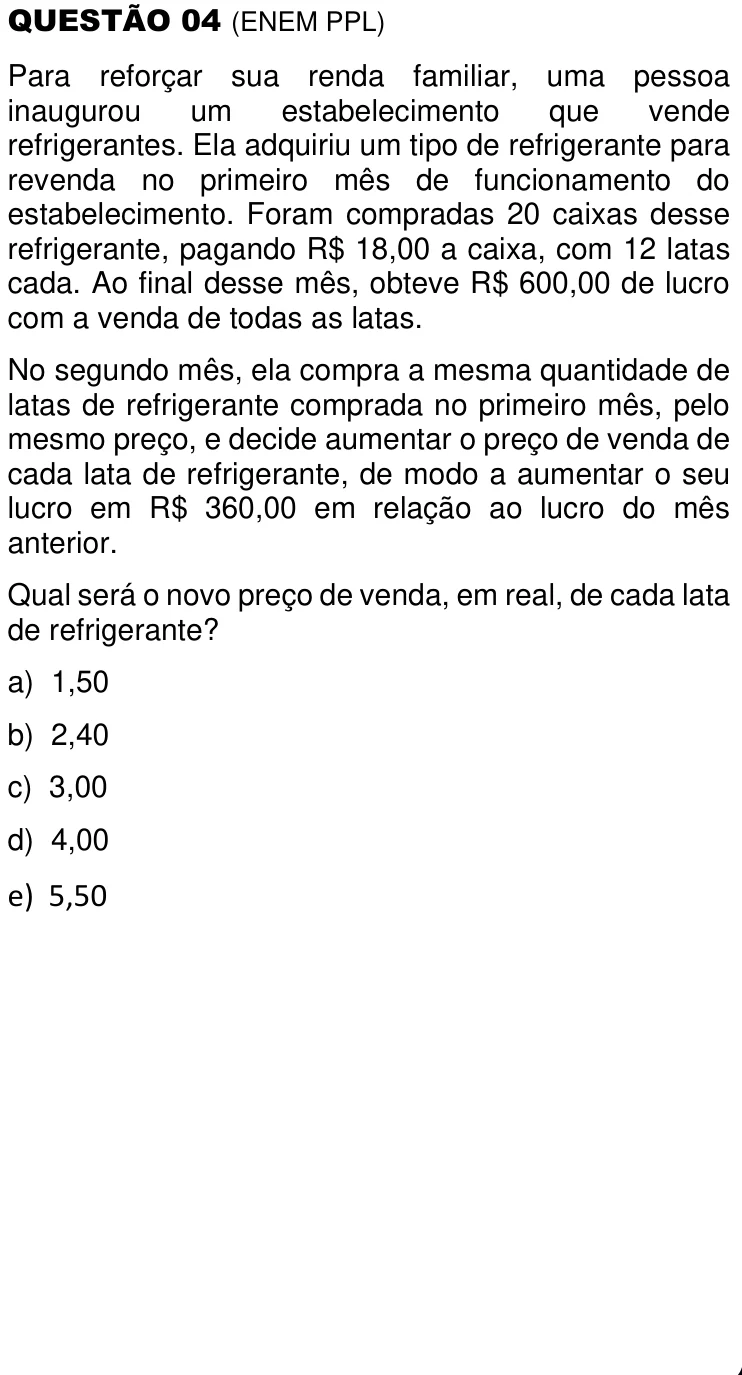 QUESTÃO 04 (ENEM PPL)
Para reforçar sua renda familiar, uma pessoa
inaugurou um estabelecimento que vende
refrigerantes. Ela adquiriu um tipo de refrigerante para
revenda no primeiro mês de funcionamento do
estabelecimento. Foram compradas 20 caixas desse
refrigerante, pagando R$ 18,00 a caixa, com 12 latas
cada. Ao final desse mês, obteve R$ 600,00 de lucro
com a venda de todas as latas.
No segundo mês, ela compra a mesma quantidade de
latas de refrigerante comprada no primeiro mês, pelo
mesmo preço, e decide aumentar o preço de venda de
cada lata de refrigerante, de modo a aumentar o seu
lucro em R$ 360,00 em relação ao lucro do mês
anterior.
Qual será o novo preço de venda, em real, de cada lata
de refrigerante?
a) 1,50
b) 2,40
c) 3,00
d) 4,00
e) 5,50